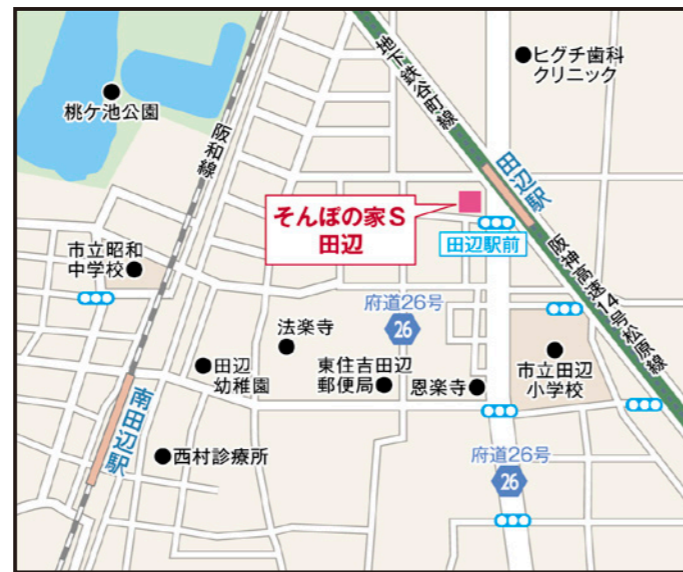 ヒグチ歯科
クリニック
地下鉄谷町線
桃ケ池公園
阪和線
田辺駅
そんぽの家S
田辺
田辺駅前
市立昭和
中学校
阪神高速14号松原線
府道26号
26
法楽寺
田辺
幼稚園
東住吉田辺
郵便局
恩楽寺
市立田辺
小学校
南田辺駅
西村診療所
府道26号
26